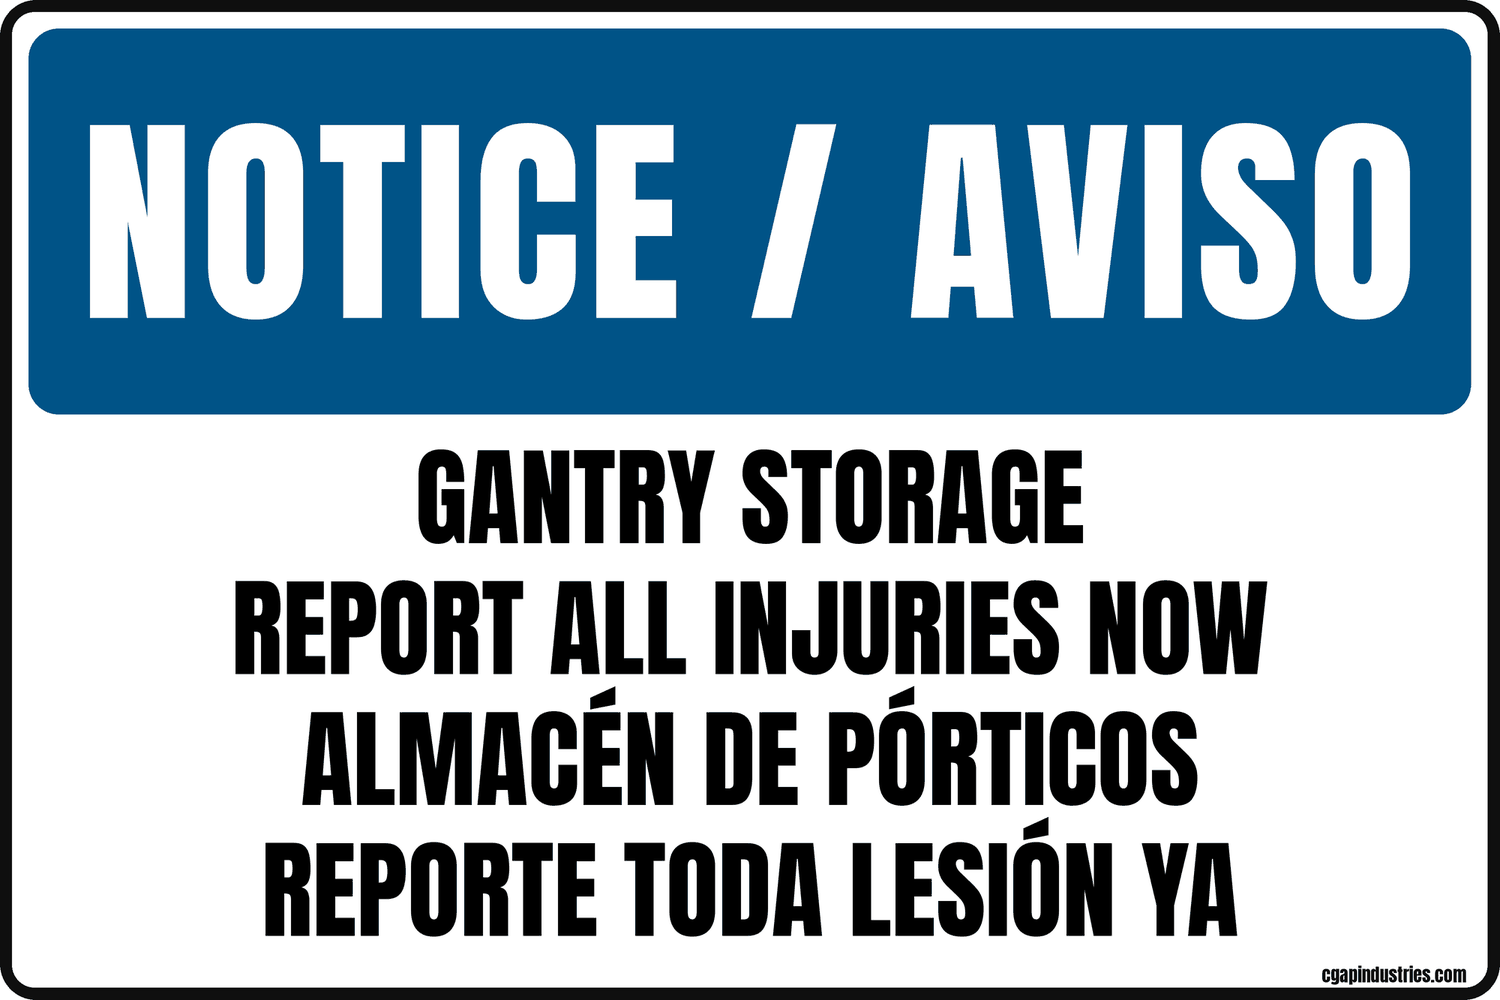 NOTICE / AVISO
GANTRY STORAGE
REPORT ALL INJURIES NOW
ALMACÉN DE PÓRTICOS
REPORTE TODA LESIÓN YA
cgapindustries.com